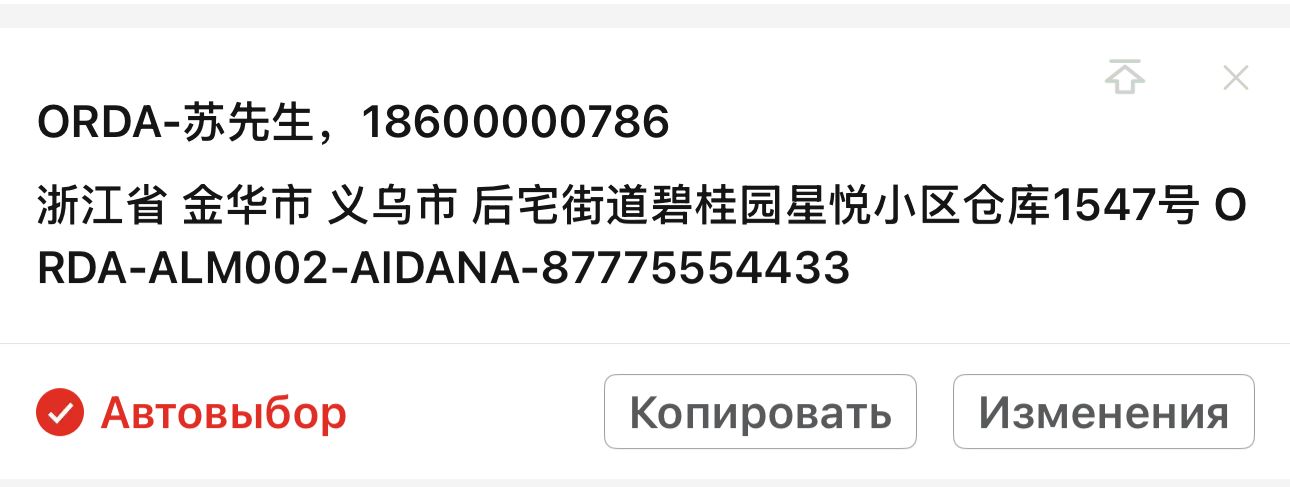 ORDA-苏先生，18600000786
浙江省 金华市 义乌市 后宅街道碧桂园星悦小区仓库1547号 O
RDA-ALM002-AIDANA-87775554433
Автовыбор
Копировать
Изменения